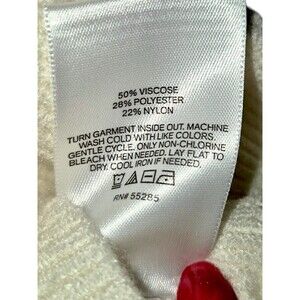 50% VISCOSE
28% POLYESTER
22% NYLON
TURN GARMENT INSIDE OUT. MACHINE
WASH COLD WITH LIKE COLORS.
GENTLE CYCLE. ONLY NON-CHLORINE
BLEACH WHEN NEEDED. LAY FLAT TO
DRY. COOL IRON IF NEEDED.
RN# 55285